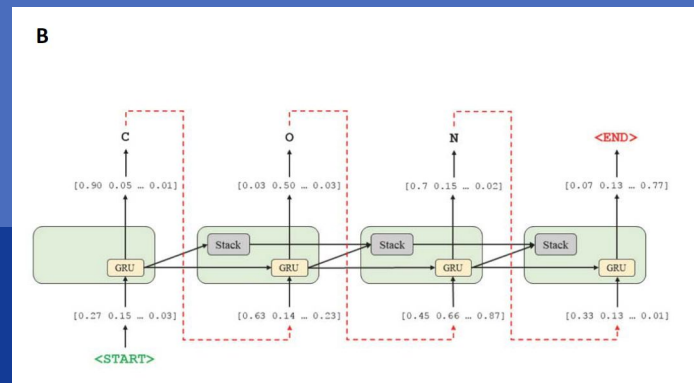 B
C O N <END>
[0.90 0.05 … 0.01] [0.03 0.50 … 0.03] [0.7 0.15 … 0.02] [0.07 0.13 … 0.77]
Stack Stack Stack
GRU GRU GRU GRU
[0.27 0.15 … 0.03] [0.63 0.14 … 0.23] [0.45 0.66 … 0.87] [0.33 0.13 … 0.01]
<START>